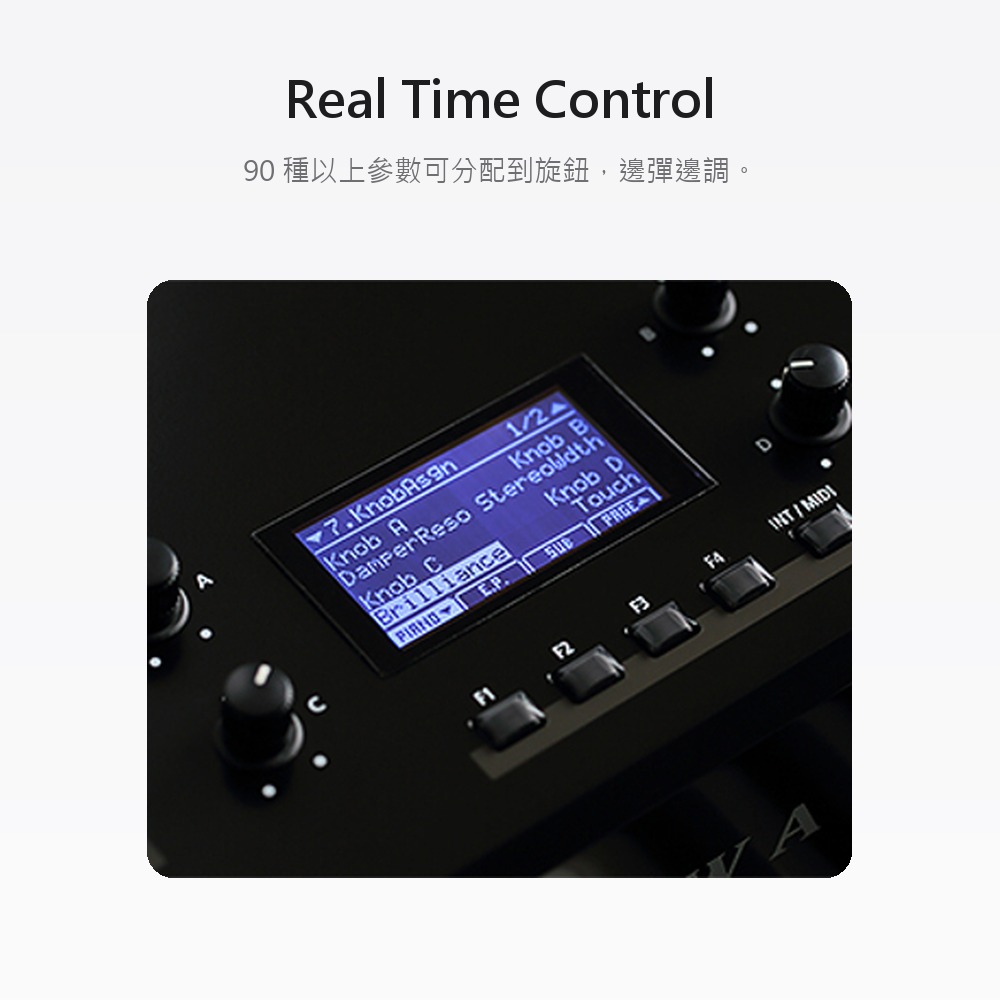 Real Time Control
90 種以上參數可分配到旋鈕，邊彈邊調。
B
D
▼7.KnobAsgn 1/2▲
Knob A Knob B
DamperReso StereoWdth
Knob C Knob D
Brilliance Touch
PIANO▼ E.P. SUB PAGE▲
INT / MIDI
F4
F3
F2
F1
A
C
WA